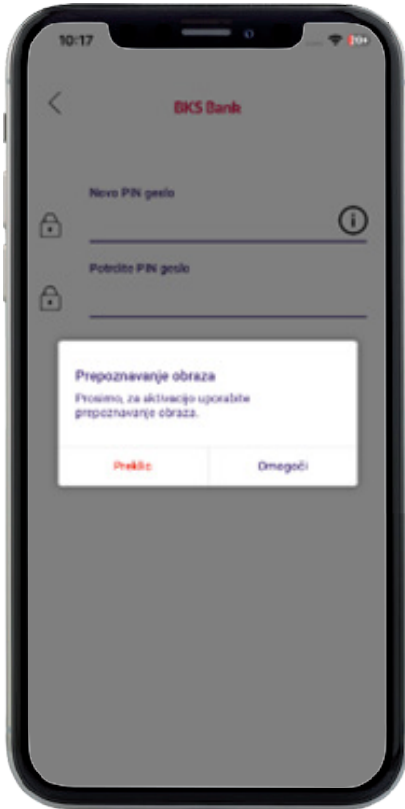 10:17
BKS Bank
Novo PIN geslo
Potrdite PIN geslo
Prepoznavanje obraza
Prosimo, za aktivacijo uporabite
prepoznavanje obraza.
Preklic
Omogoči